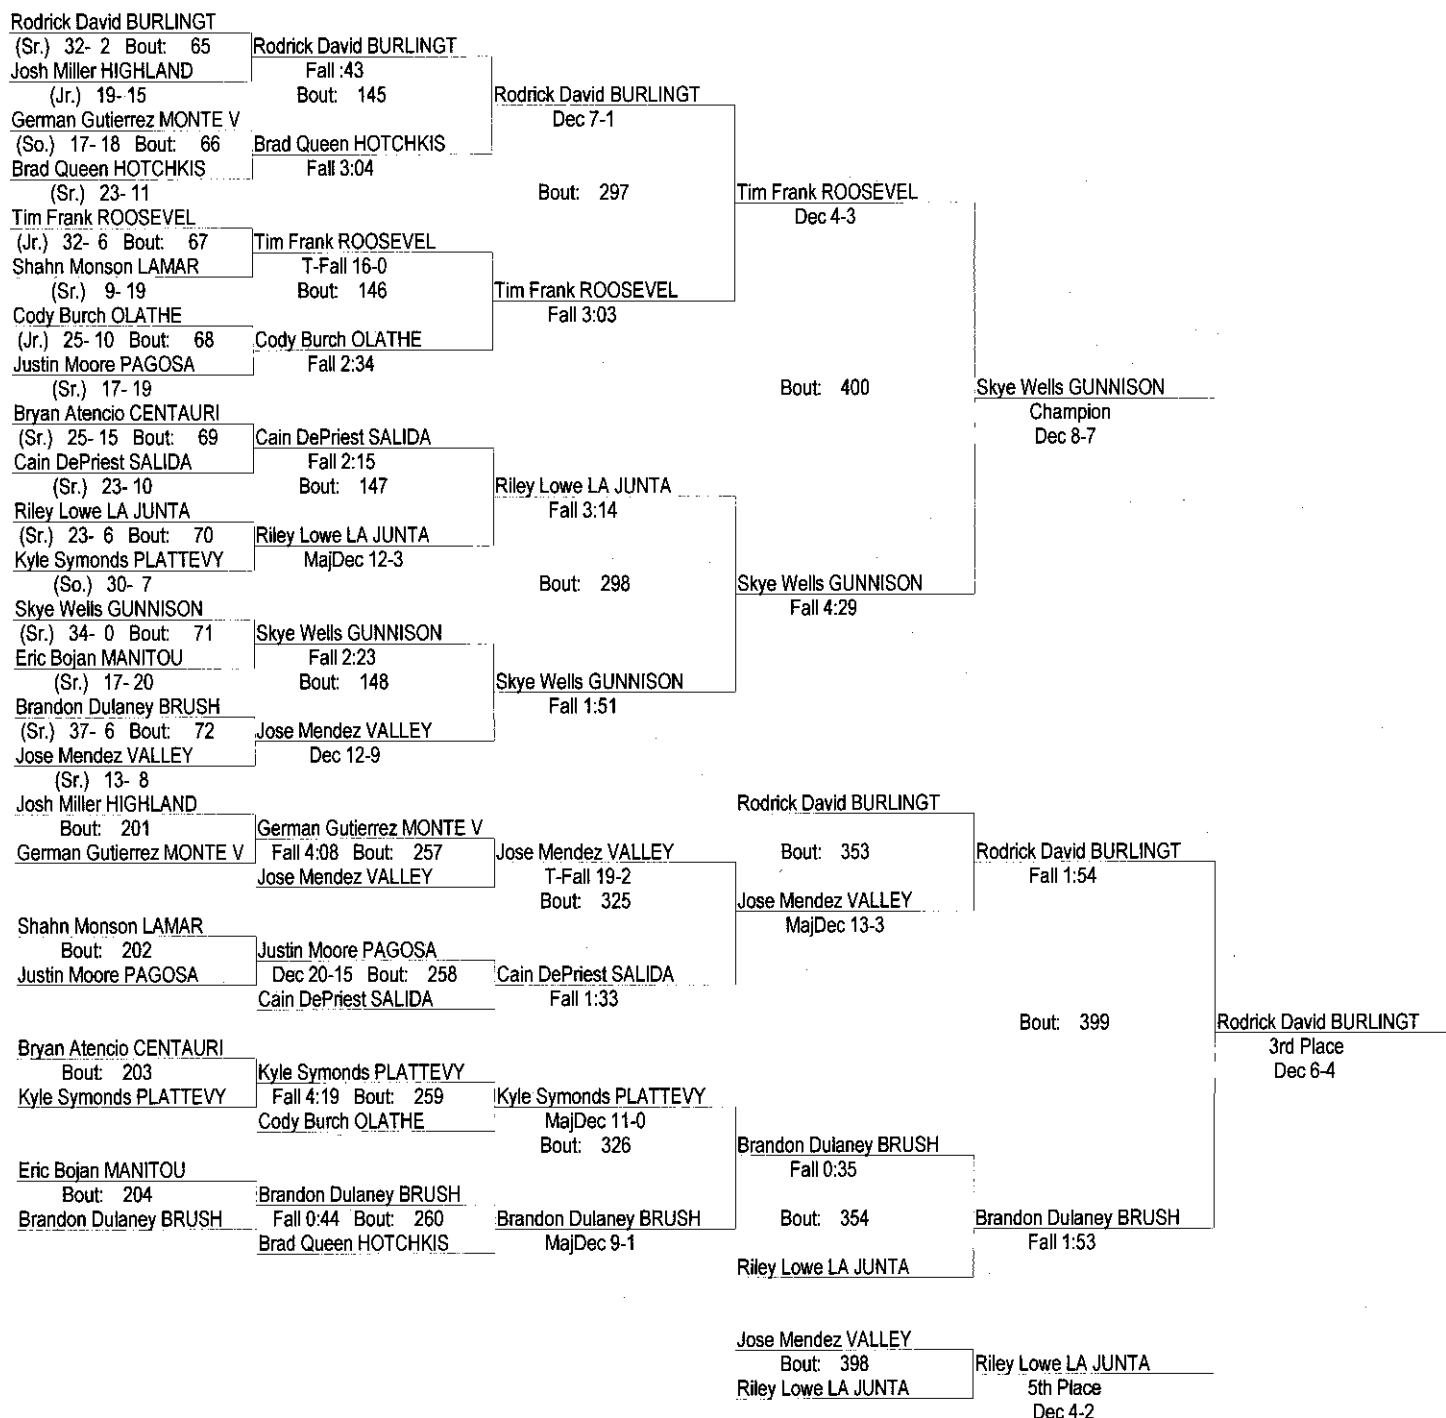 Rodrick David BURLINGT
(Sr.) 32- 2 Bout: 65 Rodrick David BURLINGT
Josh Miller HIGHLAND Fall :43
(Jr.) 19- 15 Bout: 145 Rodrick David BURLINGT
German Gutierrez MONTE V Dec 7-1
(So.) 17- 18 Bout: 66 Brad Queen HOTCHKIS
Brad Queen HOTCHKIS Fall 3:04
(Sr.) 23- 11 Bout: 297 Tim Frank ROOSEVEL
Tim Frank ROOSEVEL Dec 4-3
(Jr.) 32- 6 Bout: 67 Tim Frank ROOSEVEL
Shahn Monson LAMAR T-Fall 16-0
(Sr.) 9- 19 Bout: 146 Tim Frank ROOSEVEL
Cody Burch OLATHE Fall 3:03
(Jr.) 25- 10 Bout: 68 Cody Burch OLATHE
Justin Moore PAGOSA Fall 2:34
(Sr.) 17- 19 Bout: 400 Skye Wells GUNNISON
Bryan Atencio CENTAURI Champion
(Sr.) 25- 15 Bout: 69 Cain DePriest SALIDA Dec 8-7
Cain DePriest SALIDA Fall 2:15
(Sr.) 23- 10 Bout: 147 Riley Lowe LA JUNTA
Riley Lowe LA JUNTA Fall 3:14
(Sr.) 23- 6 Bout: 70 Riley Lowe LA JUNTA
Kyle Symonds PLATTEVY MajDec 12-3
(So.) 30- 7 Bout: 298 Skye Wells GUNNISON
Skye Wells GUNNISON Fall 4:29
(Sr.) 34- 0 Bout: 71 Skye Wells GUNNISON
Eric Bojan MANITOU Fall 2:23
(Sr.) 17- 20 Bout: 148 Skye Wells GUNNISON
Brandon Dulaney BRUSH Fall 1:51
(Sr.) 37- 6 Bout: 72 Jose Mendez VALLEY
Jose Mendez VALLEY Dec 12-9
(Sr.) 13- 8
Josh Miller HIGHLAND Rodrick David BURLINGT
Bout: 201 German Gutierrez MONTE V
German Gutierrez MONTE V Fall 4:08 Bout: 257 Jose Mendez VALLEY Bout: 353 Rodrick David BURLINGT
Jose Mendez VALLEY T-Fall 19-2 Fall 1:54
Bout: 325 Jose Mendez VALLEY
Shahn Monson LAMAR MajDec 13-3
Bout: 202 Justin Moore PAGOSA
Justin Moore PAGOSA Dec 20-15 Bout: 258 Cain DePriest SALIDA
Cain DePriest SALIDA Fall 1:33
Bout: 399 Rodrick David BURLINGT
Bryan Atencio CENTAURI 3rd Place
Bout: 203 Kyle Symonds PLATTEVY Dec 6-4
Kyle Symonds PLATTEVY Fall 4:19 Bout: 259 Kyle Symonds PLATTEVY
Cody Burch OLATHE MajDec 11-0
Bout: 326 Brandon Dulaney BRUSH
Eric Bojan MANITOU Fall 0:35
Bout: 204 Brandon Dulaney BRUSH
Brandon Dulaney BRUSH Fall 0:44 Bout: 260 Brandon Dulaney BRUSH Bout: 354 Brandon Dulaney BRUSH
Brad Queen HOTCHKIS MajDec 9-1 Fall 1:53
Riley Lowe LA JUNTA
Jose Mendez VALLEY
Bout: 398 Riley Lowe LA JUNTA
Riley Lowe LA JUNTA 5th Place
Dec 4-2